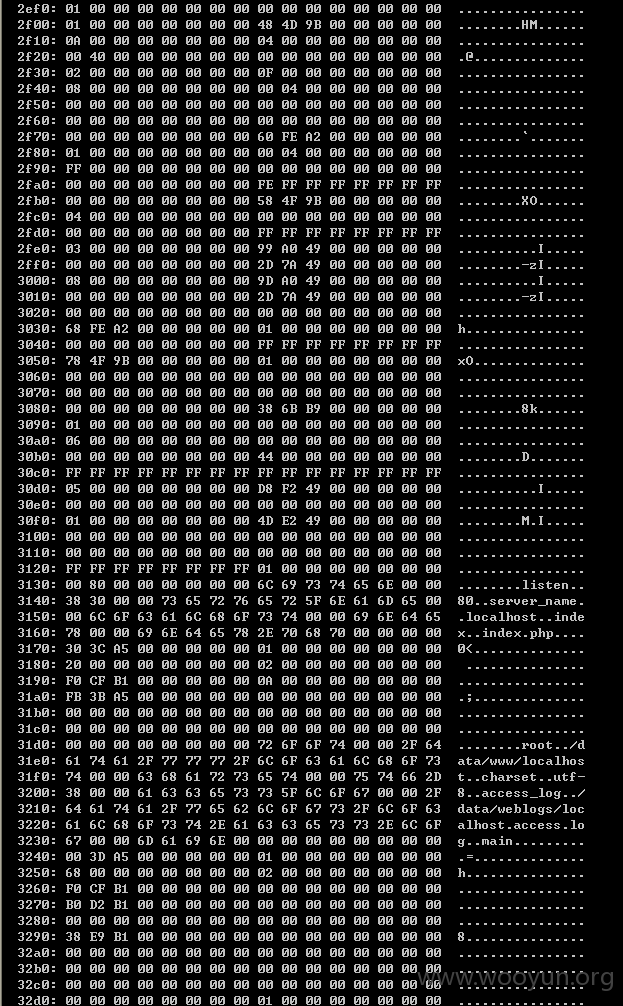 2ef0: 01 00 00 00 00 00 00 00 00 00 00 00 00 00 00 00 ................
2f00: 01 00 00 00 00 00 00 00 48 4D 9B 00 00 00 00 00 ........HM......
2f10: 0A 00 00 00 00 00 00 00 04 00 00 00 00 00 00 00 ................
2f20: 00 40 00 00 00 00 00 00 00 00 00 00 00 00 00 00 .@..............
2f30: 02 00 00 00 00 00 00 00 0F 00 00 00 00 00 00 00 ................
2f40: 08 00 00 00 00 00 00 00 00 04 00 00 00 00 00 00 ................
2f50: 00 00 00 00 00 00 00 00 00 00 00 00 00 00 00 00 ................
2f60: 00 00 00 00 00 00 00 00 00 00 00 00 00 00 00 00 ................
2f70: 00 00 00 00 00 00 00 00 60 FE A2 00 00 00 00 00 ........`.......
2f80: 01 00 00 00 00 00 00 00 00 04 00 00 00 00 00 00 ................
2f90: FF 00 00 00 00 00 00 00 00 00 00 00 00 00 00 00 ................
2fa0: 00 00 00 00 00 00 00 00 FE FF FF FF FF FF FF FF ................
2fb0: 00 00 00 00 00 00 00 00 58 4F 9B 00 00 00 00 00 ........XO......
2fc0: 04 00 00 00 00 00 00 00 00 00 00 00 00 00 00 00 ................
2fd0: 00 00 00 00 00 00 00 00 FF FF FF FF FF FF FF FF ................
2fe0: 03 00 00 00 00 00 00 00 99 A0 49 00 00 00 00 00 ..........I.....
2ff0: 00 00 00 00 00 00 00 00 2D 7A 49 00 00 00 00 00 ........-zI.....
3000: 08 00 00 00 00 00 00 00 9D A0 49 00 00 00 00 00 ..........I.....
3010: 00 00 00 00 00 00 00 00 2D 7A 49 00 00 00 00 00 ........-zI.....
3020: 00 00 00 00 00 00 00 00 00 00 00 00 00 00 00 00 ................
3030: 68 FE A2 00 00 00 00 00 01 00 00 00 00 00 00 00 h...............
3040: 00 00 00 00 00 00 00 00 FF FF FF FF FF FF FF FF ................
3050: 78 4F 9B 00 00 00 00 00 01 00 00 00 00 00 00 00 xO..............
3060: 00 00 00 00 00 00 00 00 00 00 00 00 00 00 00 00 ................
3070: 00 00 00 00 00 00 00 00 00 00 00 00 00 00 00 00 ................
3080: 00 00 00 00 00 00 00 00 38 6B B9 00 00 00 00 00 ........8k......
3090: 01 00 00 00 00 00 00 00 00 00 00 00 00 00 00 00 ................
30a0: 06 00 00 00 00 00 00 00 00 00 00 00 00 00 00 00 ................
30b0: 00 00 00 00 00 00 00 00 44 00 00 00 00 00 00 00 ........D.......
30c0: FF FF FF FF FF FF FF FF FF FF FF FF FF FF FF FF ................
30d0: 05 00 00 00 00 00 00 00 D8 F2 49 00 00 00 00 00 ..........I.....
30e0: 00 00 00 00 00 00 00 00 00 00 00 00 00 00 00 00 ................
30f0: 01 00 00 00 00 00 00 00 4D E2 49 00 00 00 00 00 ........M.I.....
3100: 00 00 00 00 00 00 00 00 00 00 00 00 00 00 00 00 ................
3110: 00 00 00 00 00 00 00 00 00 00 00 00 00 00 00 00 ................
3120: FF FF FF FF FF FF FF FF 01 00 00 00 00 00 00 00 ................
3130: 00 80 00 00 00 00 00 00 6C 69 73 74 65 6E 00 00 ........listen..
3140: 38 30 00 00 73 65 72 76 65 72 5F 6E 61 6D 65 00 80..server_name.
3150: 00 6C 6F 63 61 6C 68 6F 73 74 00 00 69 6E 64 65 .localhost..inde
3160: 78 00 00 69 6E 64 65 78 2E 70 68 70 00 00 00 00 x..index.php....
3170: 30 3C A5 00 00 00 00 00 01 00 00 00 00 00 00 00 0<..............
3180: 20 00 00 00 00 00 00 00 02 00 00 00 00 00 00 00  ...............
3190: F0 CF B1 00 00 00 00 00 0A 00 00 00 00 00 00 00 ................
31a0: FB 3B A5 00 00 00 00 00 00 00 00 00 00 00 00 00 .;..............
31b0: 00 00 00 00 00 00 00 00 00 00 00 00 00 00 00 00 ................
31c0: 00 00 00 00 00 00 00 00 00 00 00 00 00 00 00 00 ................
31d0: 00 00 00 00 00 00 00 00 72 6F 6F 74 00 00 2F 64 ........root../d
31e0: 61 74 61 2F 77 77 77 2F 6C 6F 63 61 6C 68 6F 73 ata/www/localhos
31f0: 74 00 00 63 68 61 72 73 65 74 00 00 75 74 66 2D t..charset..utf-
3200: 38 00 00 61 63 63 65 73 73 5F 6C 6F 67 00 00 2F 8..access_log../
3210: 64 61 74 61 2F 77 65 62 6C 6F 67 73 2F 6C 6F 63 data/weblogs/loc
3220: 61 6C 68 6F 73 74 2E 61 63 63 65 73 73 2E 6C 6F alhost.access.lo
3230: 67 00 00 6D 61 69 6E 00 00 00 00 00 00 00 00 00 g..main.........
3240: 00 3D A5 00 00 00 00 00 01 00 00 00 00 00 00 00 .=..............
3250: 68 00 00 00 00 00 00 00 02 00 00 00 00 00 00 00 h...............
3260: F0 CF B1 00 00 00 00 00 00 00 00 00 00 00 00 00 ................
3270: B0 D2 B1 00 00 00 00 00 00 00 00 00 00 00 00 00 ................
3280: 00 00 00 00 00 00 00 00 00 00 00 00 00 00 00 00 ................
3290: 38 E9 B1 00 00 00 00 00 00 00 00 00 00 00 00 00 8...............
32a0: 00 00 00 00 00 00 00 00 00 00 00 00 00 00 00 00 ................
32b0: 00 00 00 00 00 00 00 00 00 00 00 00 00 00 00 00 ................
32c0: 00 00 00 00 00 00 00 00 00 00 00 00 00 00 00 00 ................
32d0: 00 00 00 00 00 00 00 00 01 00 00 00 00 00 00 00 ................
www.wooyun.org